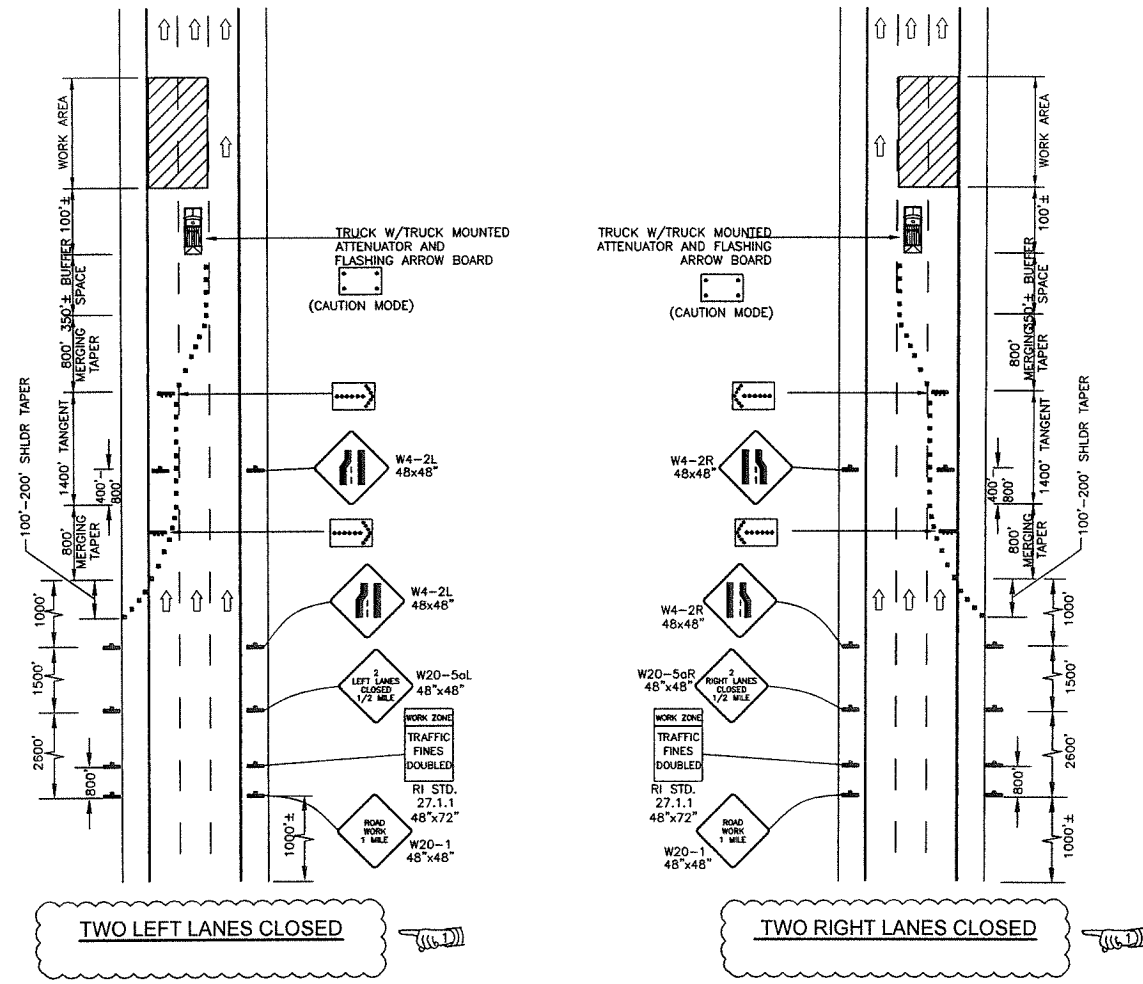 WORK AREA
100'±
350'± BUFFER
SPACE
800'
MERGING
TAPER
1400' TANGENT
400'-
800'
800'
MERGING
TAPER
100'-200' SHLDR TAPER
1000'
1500'
2600'
800'
1000'±
TRUCK W/TRUCK MOUNTED
ATTENUATOR AND
FLASHING ARROW BOARD
(CAUTION MODE)
W4-2L
48x48"
W4-2L
48x48"
2
LEFT LANES
CLOSED
1/2 MILE
W20-5aL
48"x48"
WORK ZONE
TRAFFIC
FINES
DOUBLED
RI STD.
27.1.1
48"x72"
ROAD
WORK
1 MILE
W20-1
48"x48"
TWO LEFT LANES CLOSED
TRUCK W/TRUCK MOUNTED
ATTENUATOR AND FLASHING
ARROW BOARD
(CAUTION MODE)
W4-2R
48x48"
W4-2R
48x48"
W20-5aR
48"x48"
2
RIGHT LANES
CLOSED
1/2 MILE
WORK ZONE
TRAFFIC
FINES
DOUBLED
RI STD.
27.1.1
48"x72"
ROAD
WORK
1 MILE
W20-1
48"x48"
WORK AREA
100'±
350'± BUFFER
SPACE
800'
MERGING
TAPER
1400' TANGENT
400'-
800'
800'
MERGING
TAPER
100'-200' SHLDR TAPER
1000'
1500'
2600'
800'
1000'±
TWO RIGHT LANES CLOSED